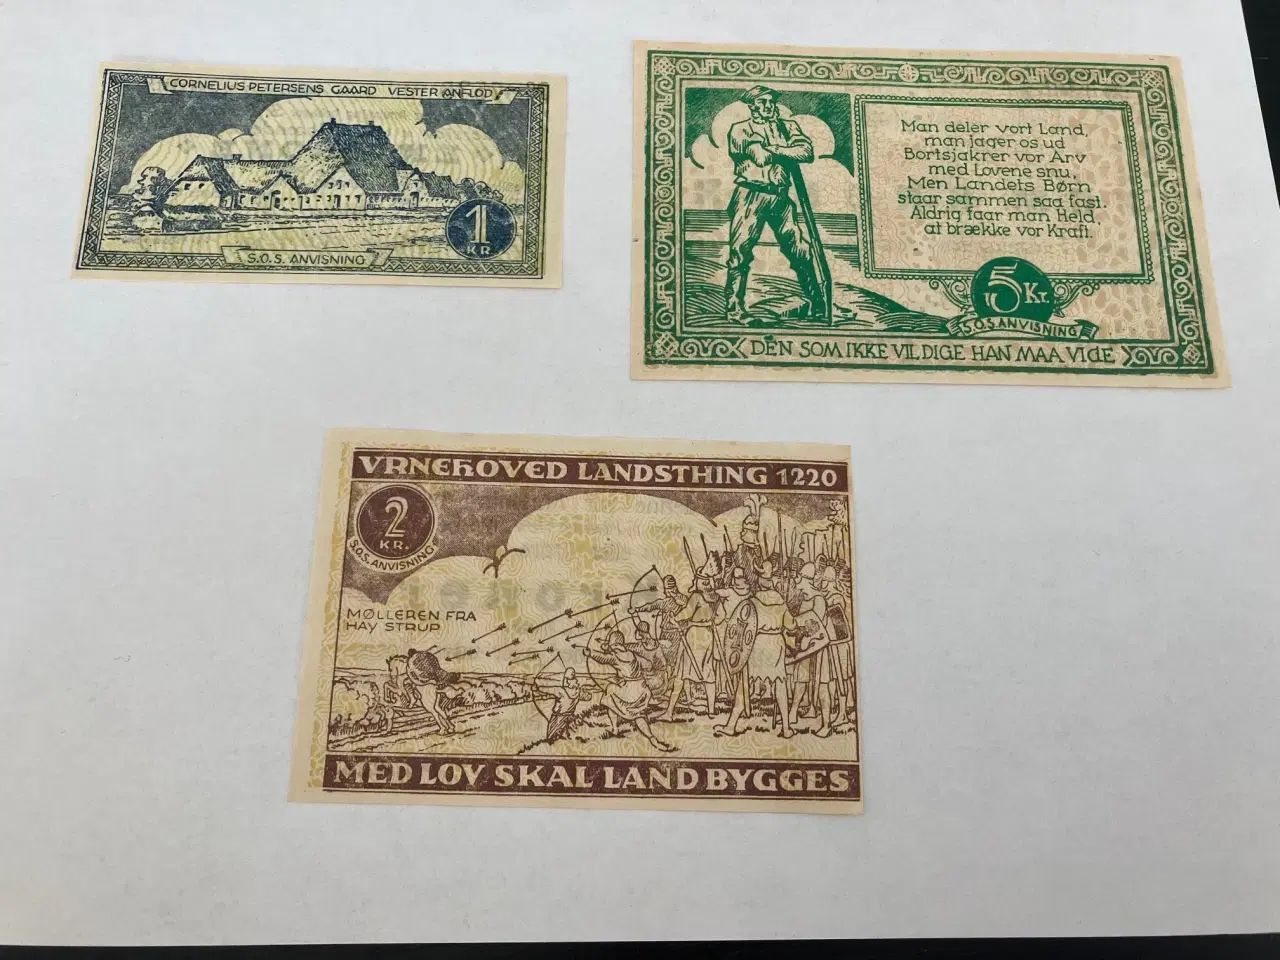 CORNELIUS PETERSENS GAARD VESTER ANFLOD
1
KR
S.O.S. ANVISNING
Man deler vort Land,
man jager os ud
Bortsjakrer vor Arv
med Lovene snu,
Men Landets Børn
staar sammen saa fast.
Aldrig faar man Held
at brække vor Kraft.
5 Kr.
S.O.S. ANVISNING
DEN SOM IKKE VIL DIGE HAN MAA VIDE
VRNEHOVED LANDSTHING 1220
2
KR.
S.O.S. ANVISNING
MØLLEREN FRA
HAY STRUP
MED LOV SKAL LAND BYGGES